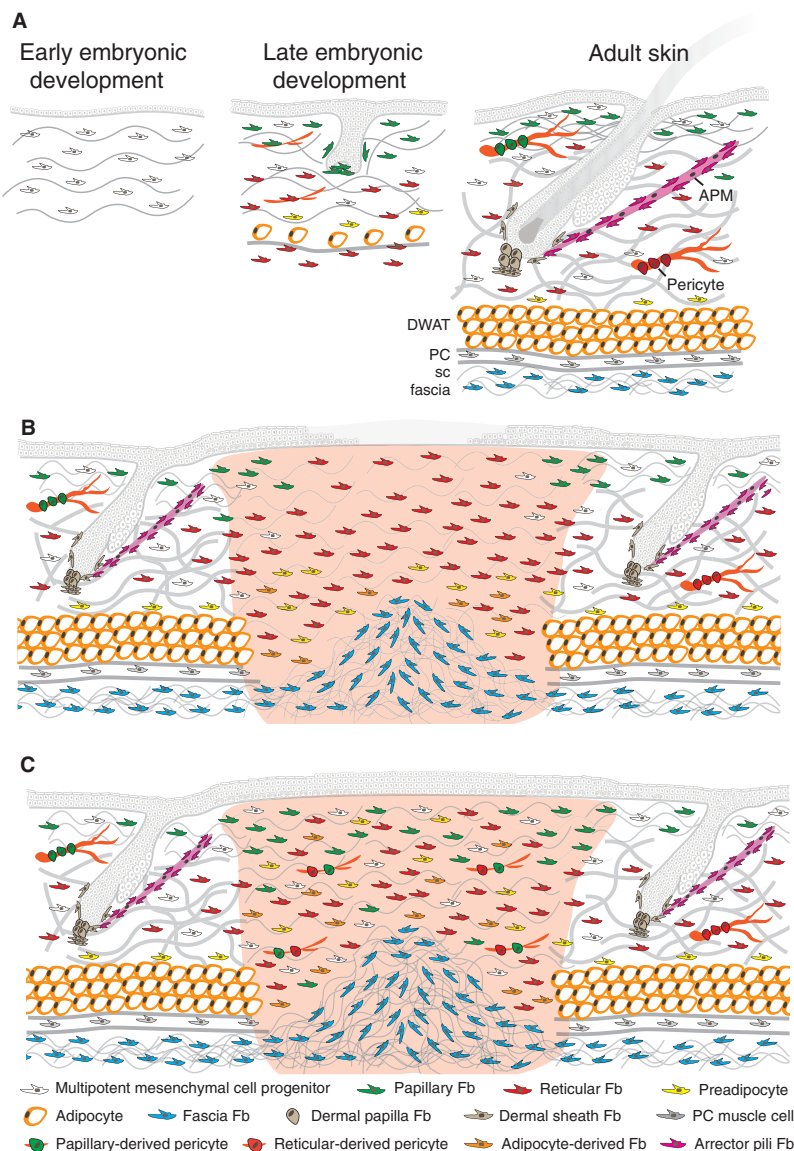 A
Early embryonic
development
Late embryonic
development
Adult skin
APM
Pericyte
DWAT
PC
sc
fascia
B
C
Multipotent mesenchymal cell progenitor Papillary Fb Reticular Fb Preadipocyte
Adipocyte Fascia Fb Dermal papilla Fb Dermal sheath Fb PC muscle cell
Papillary-derived pericyte Reticular-derived pericyte Adipocyte-derived Fb Arrector pili Fb